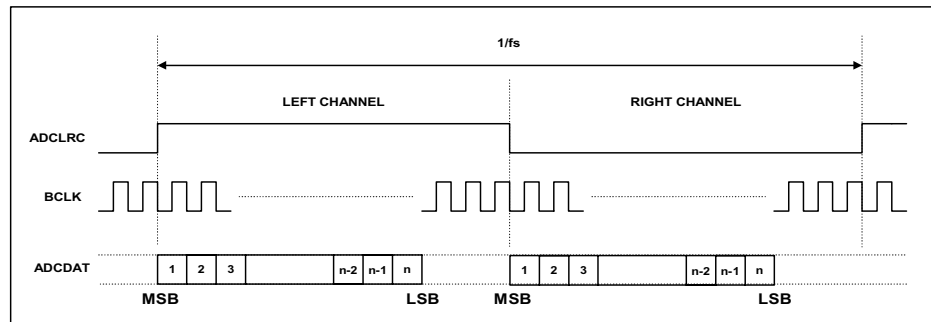 1/fs
LEFT CHANNEL RIGHT CHANNEL
ADCLRC
BCLK
ADCDAT 1 2 3 n-2 n-1 n 1 2 3 n-2 n-1 n
MSB LSB MSB LSB